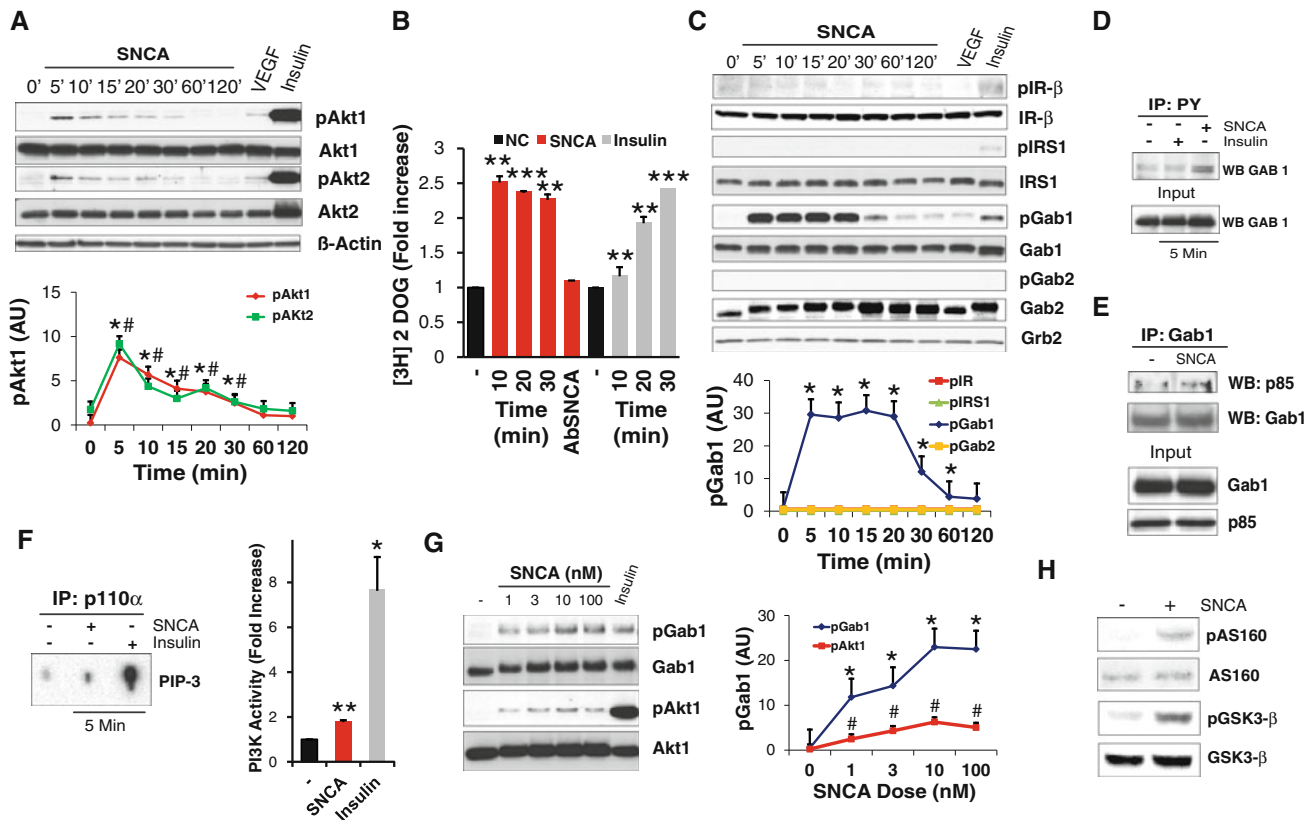 A
SNCA
0' 5' 10' 15' 20' 30' 60' 120' VEGF Insulin
pAkt1
Akt1
pAkt2
Akt2
ß-Actin
pAkt1 (AU)
15
10
5
0
pAkt1
pAKt2
*# *# *# *# *#
0 5 10 15 20 30 60 120
Time (min)
B
[3H] 2 DOG (Fold increase)
NC SNCA Insulin
3
2.5
2
1.5
1
0.5
0
** *** ** ** ** ***
- 10 20 30 AbSNCA - 10 20 30
Time (min)
Time (min)
C
SNCA
0' 5' 10' 15' 20' 30' 60' 120' VEGF Insulin
pIR-β
IR-β
pIRS1
IRS1
pGab1
Gab1
pGab2
Gab2
Grb2
pGab1 (AU)
40
30
20
10
0
pIR
pIRS1
pGab1
pGab2
* * * * * *
0 5 10 15 20 30 60 120
Time (min)
D
IP: PY
- - + SNCA
- + - Insulin
WB GAB 1
Input
WB GAB 1
5 Min
E
IP: Gab1
- SNCA
WB: p85
WB: Gab1
Input
Gab1
p85
F
IP: p110α
- + - SNCA
- - + Insulin
PIP-3
5 Min
PI3K Activity (Fold Increase)
8
6
4
2
0
** *
- SNCA Insulin
G
SNCA (nM)
- 1 3 10 100 Insulin
pGab1
Gab1
pAkt1
Akt1
pGab1 (AU)
30
20
10
0
pGab1
pAkt1
* * * *
# # # #
0 1 3 10 100
SNCA Dose (nM)
H
- + SNCA
pAS160
AS160
pGSK3-β
GSK3-β